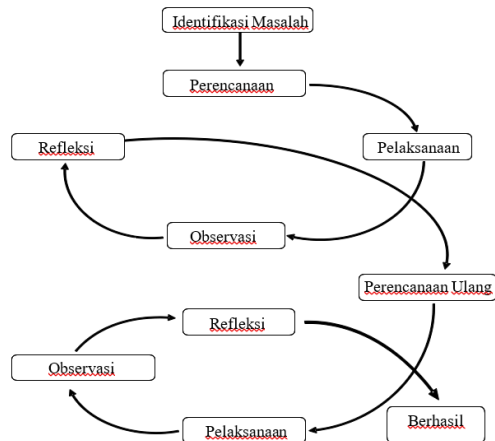 Identifikasi Masalah
Perencanaan
Pelaksanaan
Refleksi
Observasi
Perencanaan Ulang
Refleksi
Observasi
Pelaksanaan
Berhasil